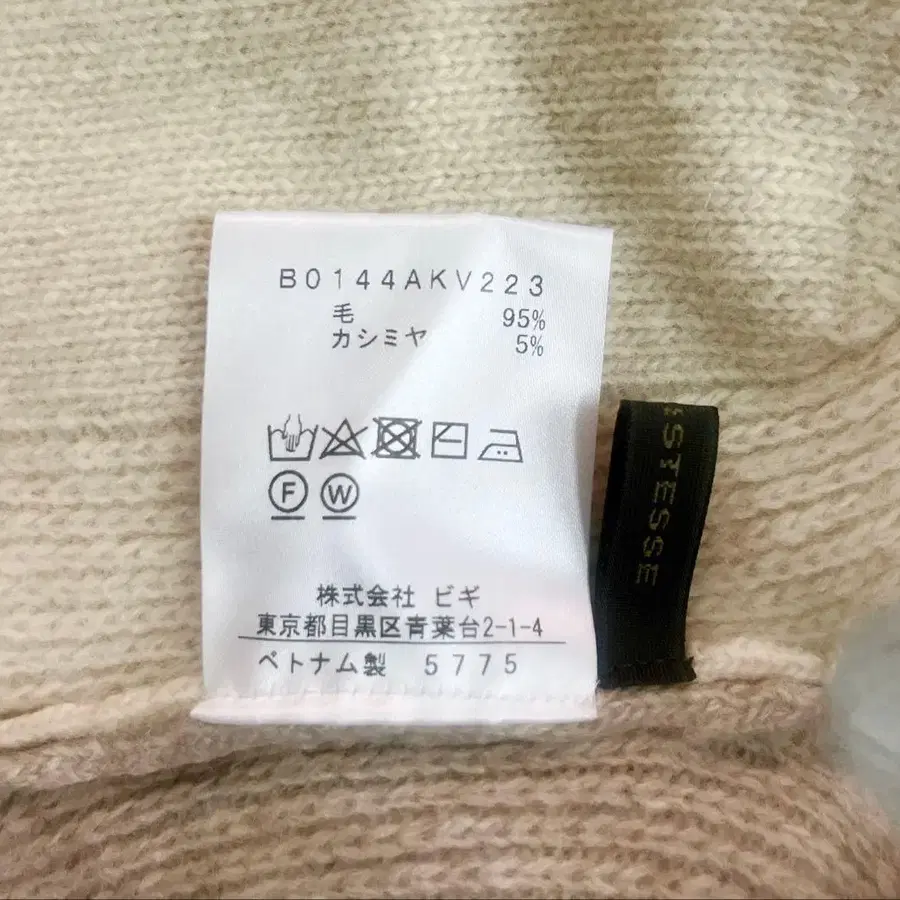 B0144AKV223
毛 95%
カシミヤ 5%
F W
株式会社 ビギ
東京都目黒区青葉台2-1-4
ベトナム製 5775
STESSE